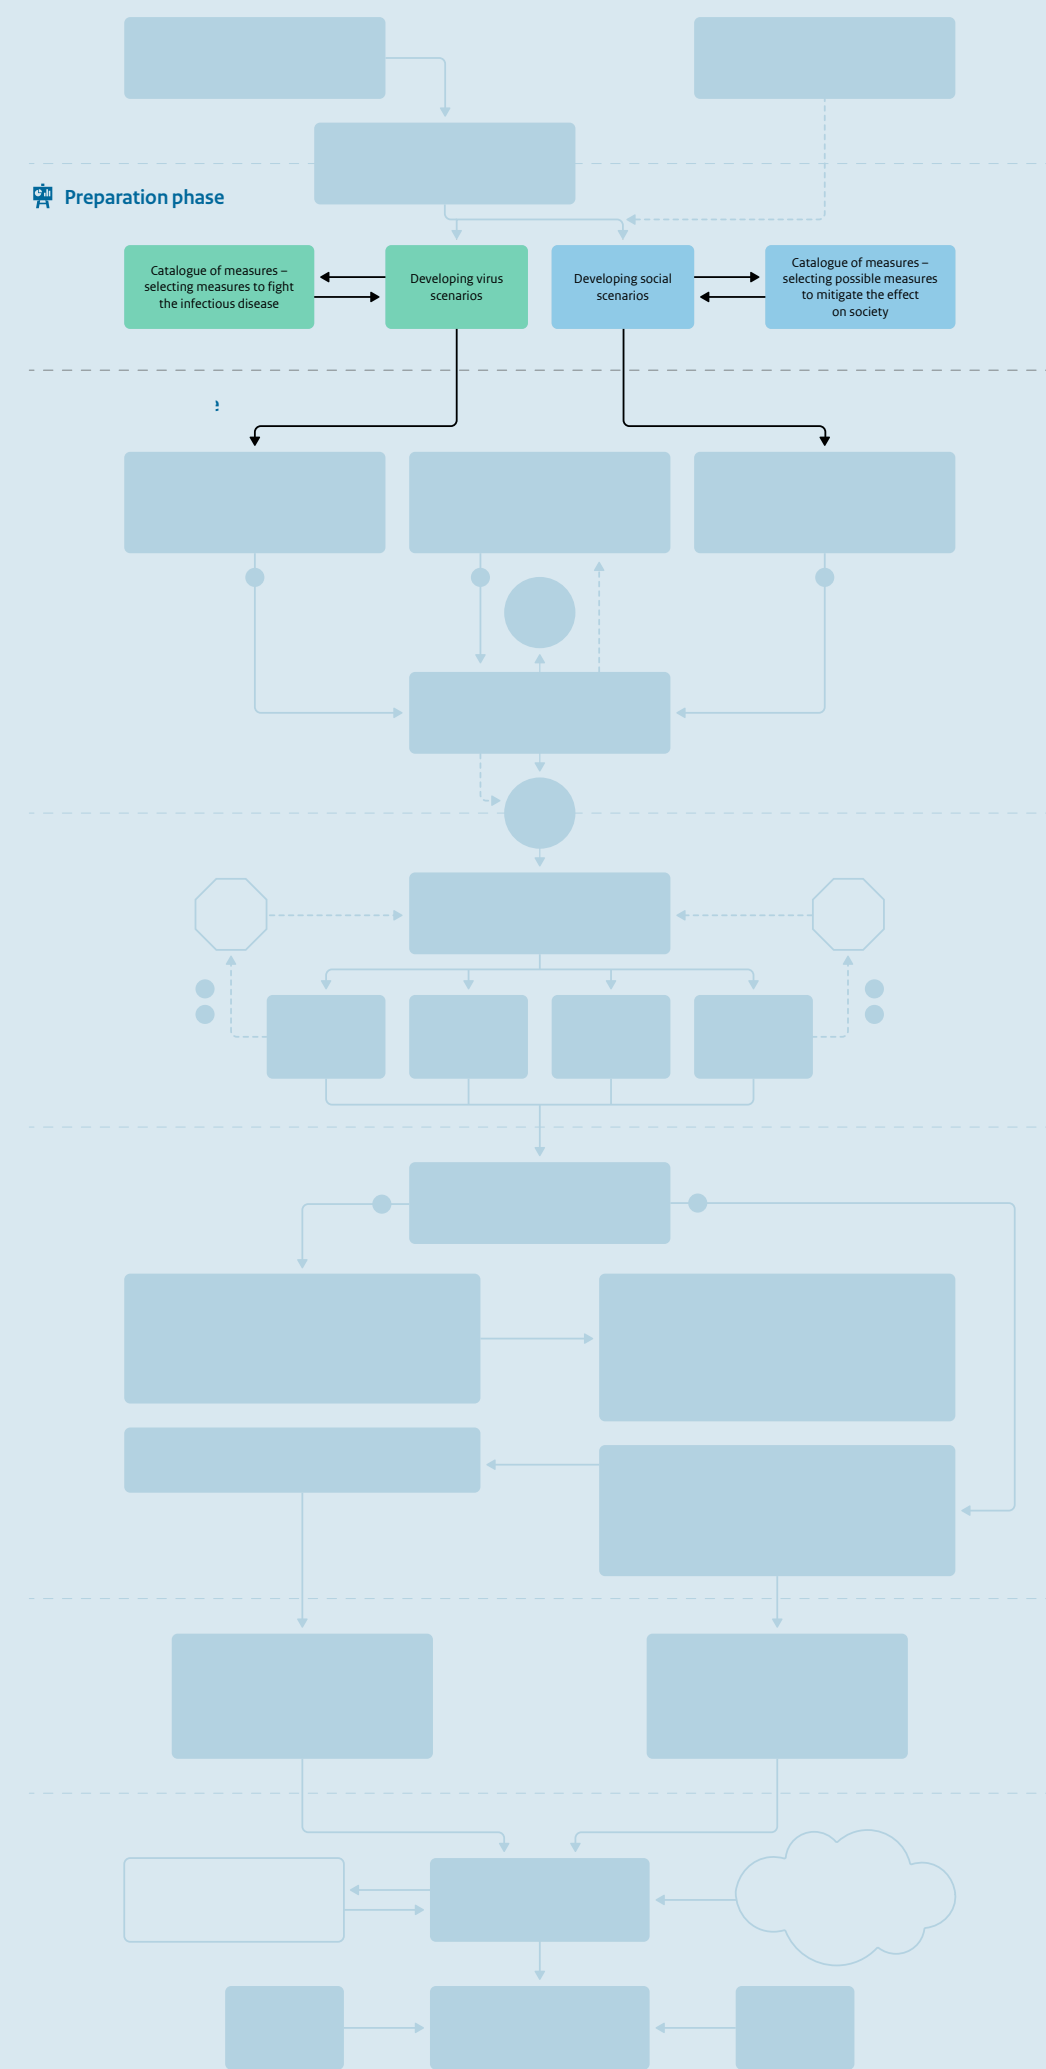 Preparation phase
Catalogue of measures –
selecting measures to fight
the infectious disease
Developing virus
scenarios
Developing social
scenarios
Catalogue of measures –
selecting possible measures
to mitigate the effect
on society